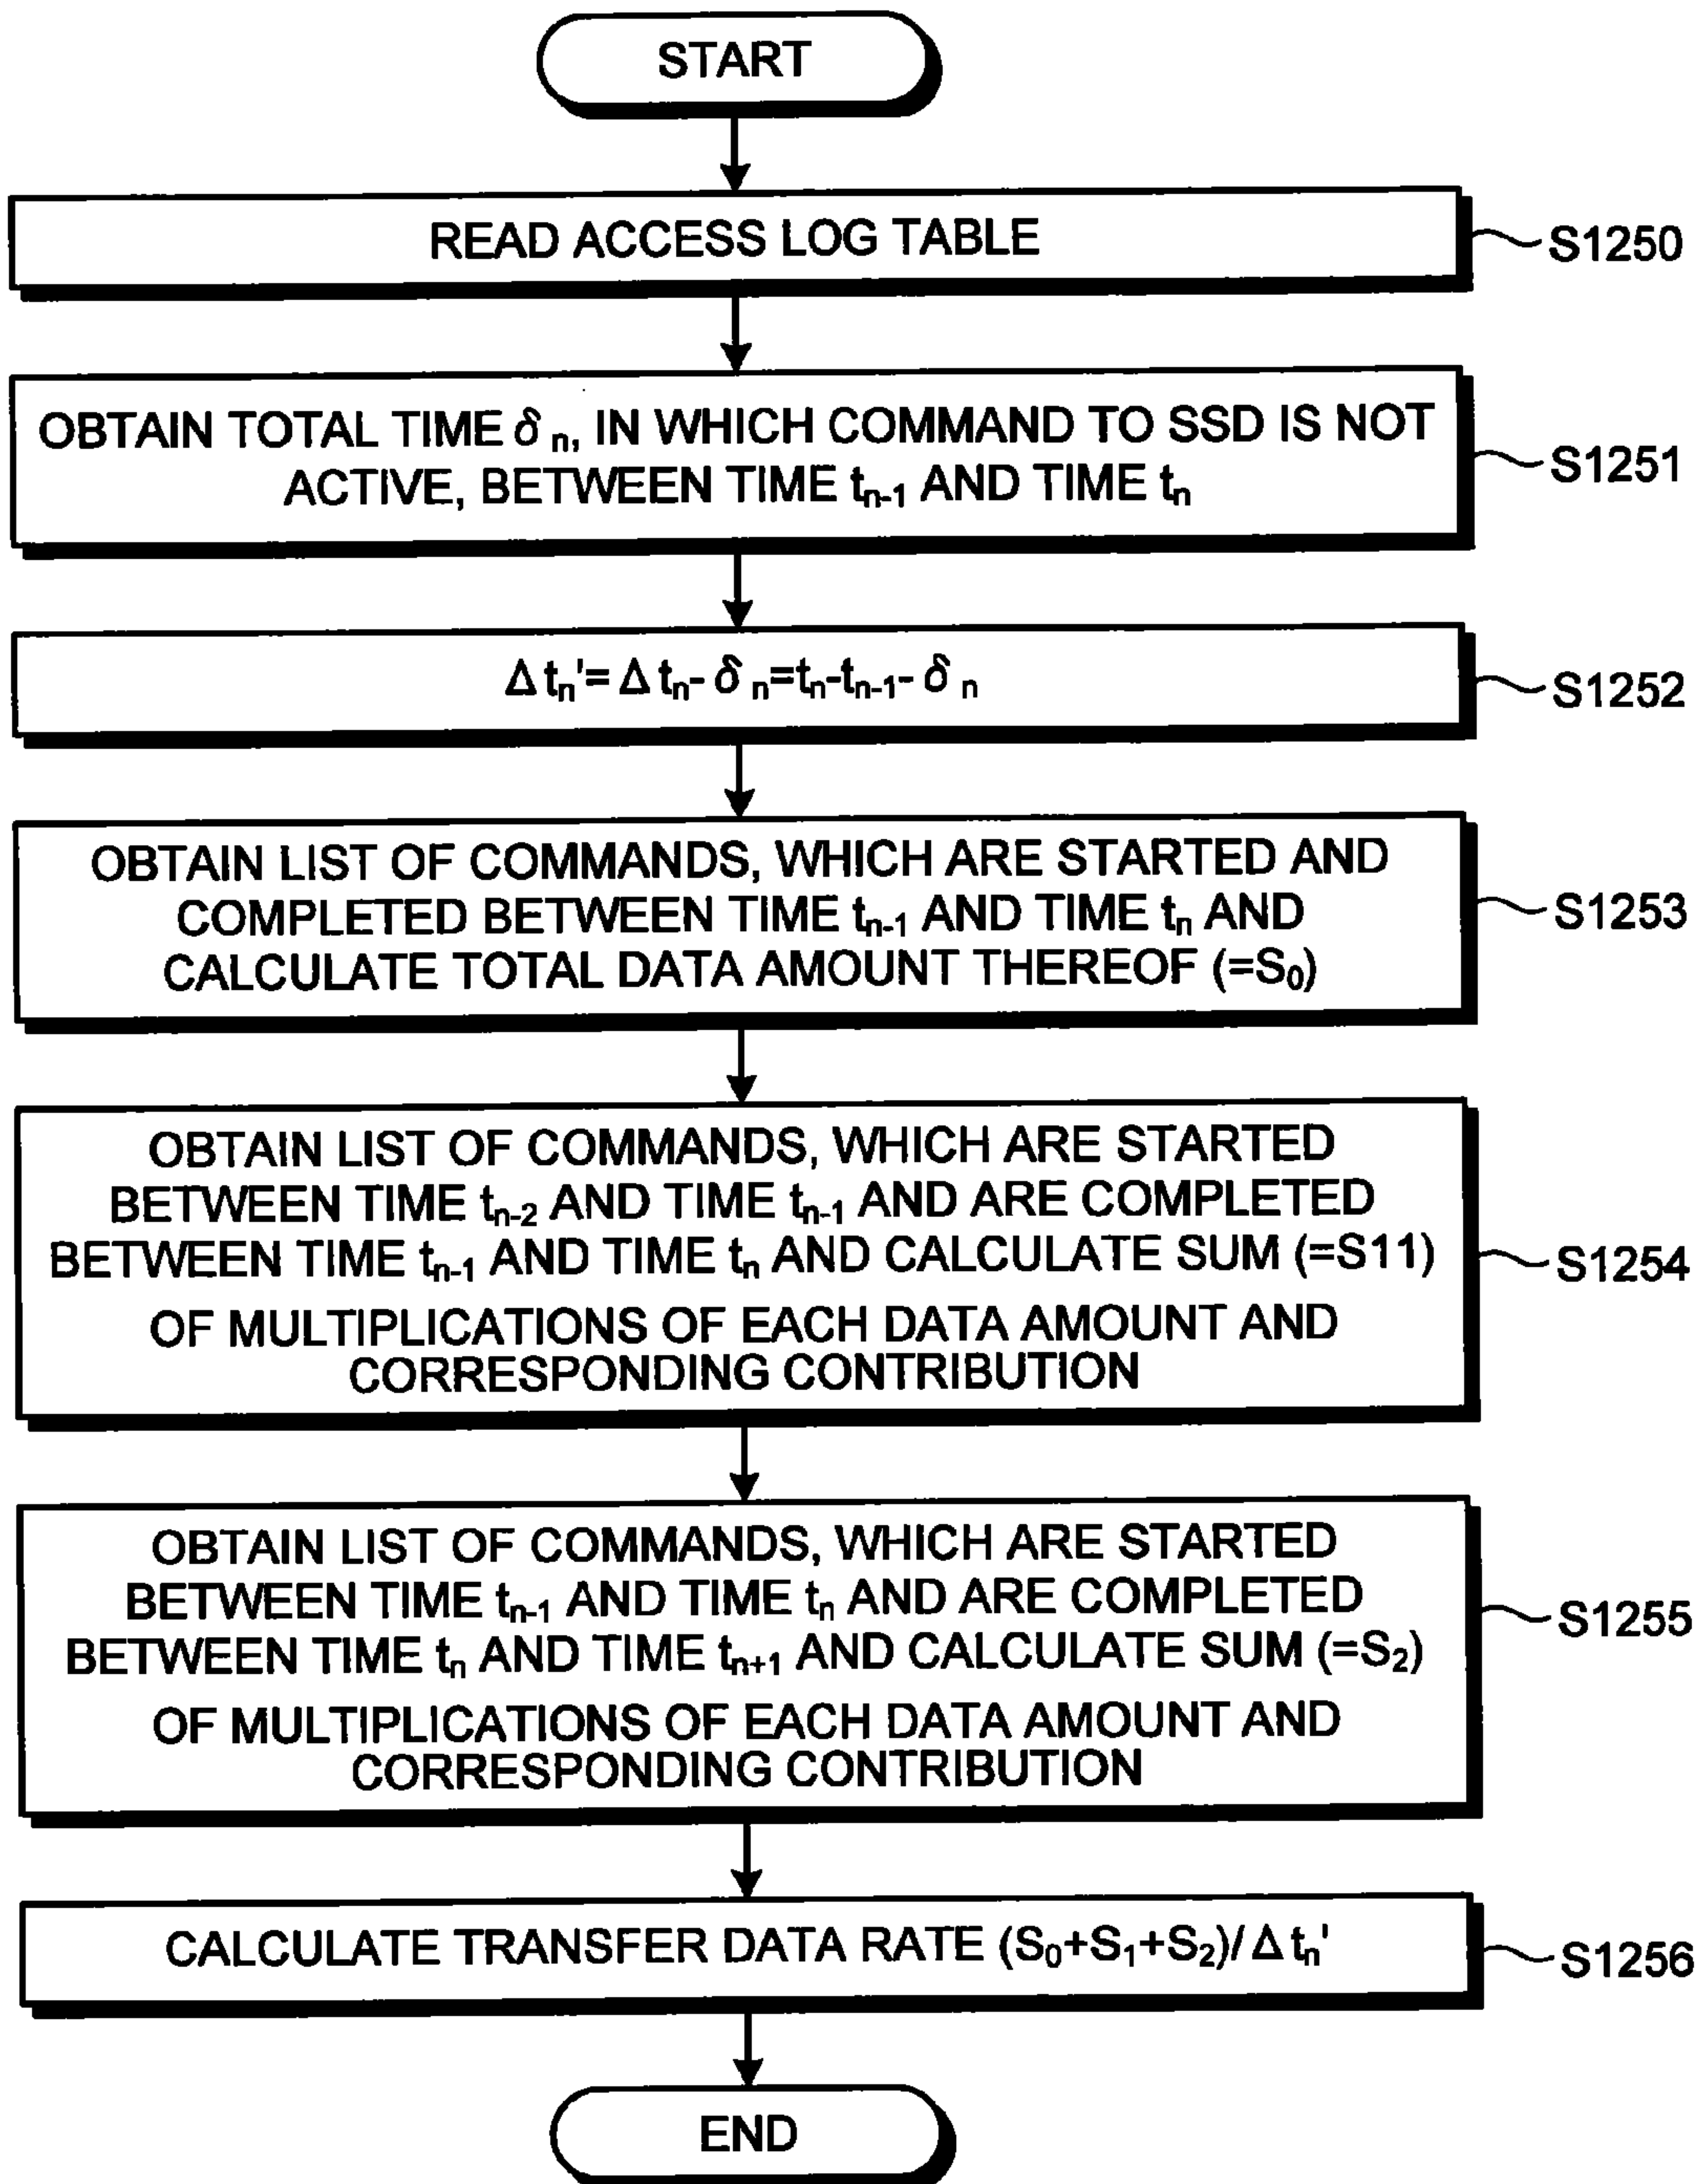 START
READ ACCESS LOG TABLE
S1250
OBTAIN TOTAL TIME δn, IN WHICH COMMAND TO SSD IS NOT
ACTIVE, BETWEEN TIME tn-1 AND TIME tn
S1251
Δtn'=Δtn-δn=tn-tn-1-δn
S1252
OBTAIN LIST OF COMMANDS, WHICH ARE STARTED AND
COMPLETED BETWEEN TIME tn-1 AND TIME tn AND
CALCULATE TOTAL DATA AMOUNT THEREOF (=S0)
S1253
OBTAIN LIST OF COMMANDS, WHICH ARE STARTED
BETWEEN TIME tn-2 AND TIME tn-1 AND ARE COMPLETED
BETWEEN TIME tn-1 AND TIME tn AND CALCULATE SUM (=S11)
OF MULTIPLICATIONS OF EACH DATA AMOUNT AND
CORRESPONDING CONTRIBUTION
S1254
OBTAIN LIST OF COMMANDS, WHICH ARE STARTED
BETWEEN TIME tn-1 AND TIME tn AND ARE COMPLETED
BETWEEN TIME tn AND TIME tn+1 AND CALCULATE SUM (=S2)
OF MULTIPLICATIONS OF EACH DATA AMOUNT AND
CORRESPONDING CONTRIBUTION
S1255
CALCULATE TRANSFER DATA RATE (S0+S1+S2)/Δtn'
S1256
END